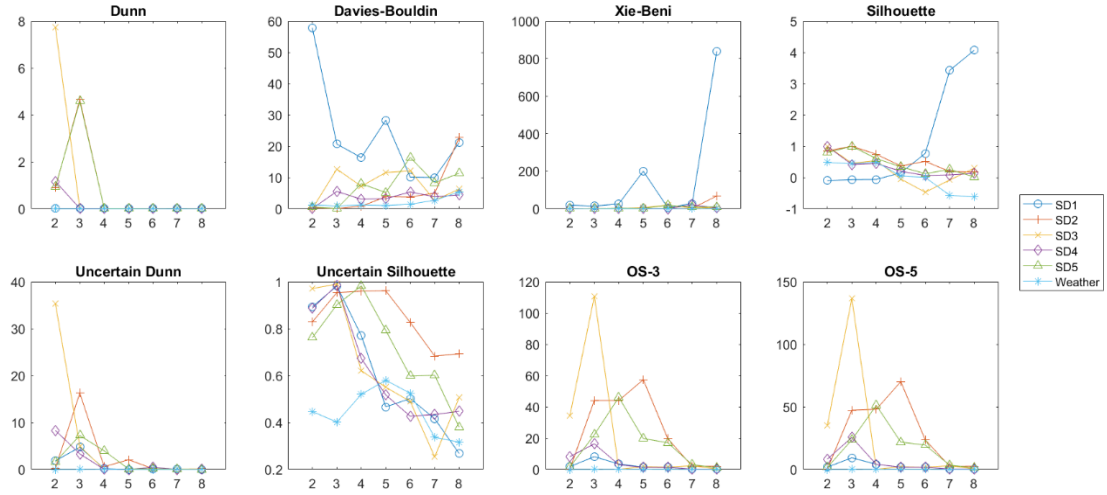 Dunn
Davies-Bouldin
Xie-Beni
Silhouette
8
6
4
2
0
2 3 4 5 6 7 8
60
50
40
30
20
10
0
2 3 4 5 6 7 8
1000
800
600
400
200
0
2 3 4 5 6 7 8
5
4
3
2
1
0
-1
2 3 4 5 6 7 8
SD1
SD2
SD3
SD4
SD5
Weather
Uncertain Dunn
Uncertain Silhouette
OS-3
OS-5
40
30
20
10
0
2 3 4 5 6 7 8
1
0.8
0.6
0.4
0.2
2 3 4 5 6 7 8
120
100
80
60
40
20
0
2 3 4 5 6 7 8
150
100
50
0
2 3 4 5 6 7 8